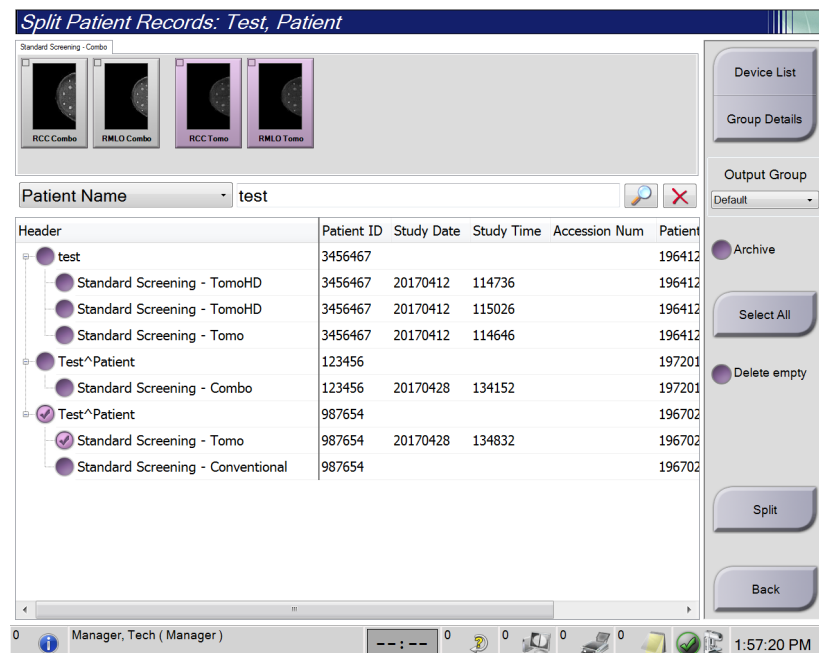 Split Patient Records: Test, Patient
Standard Screening - Combo
RCC Combo RMLO Combo RCC Tomo RMLO Tomo
Device List
Group Details
Output Group
Default
Patient Name test
Header Patient ID Study Date Study Time Accession Num Patient
test 3456467 196412
Archive
Standard Screening - TomoHD 3456467 20170412 114736 196412
Standard Screening - TomoHD 3456467 20170412 115026 196412
Select All
Standard Screening - Tomo 3456467 20170412 114646 196412
Test^Patient 123456 197201
Delete empty
Standard Screening - Combo 123456 20170428 134152 197201
Test^Patient 987654 196702
Standard Screening - Tomo 987654 20170428 134832 196702
Standard Screening - Conventional 987654 196702
Split
Back
0 Manager, Tech ( Manager ) --:-- 0 0 0 0 1:57:20 PM